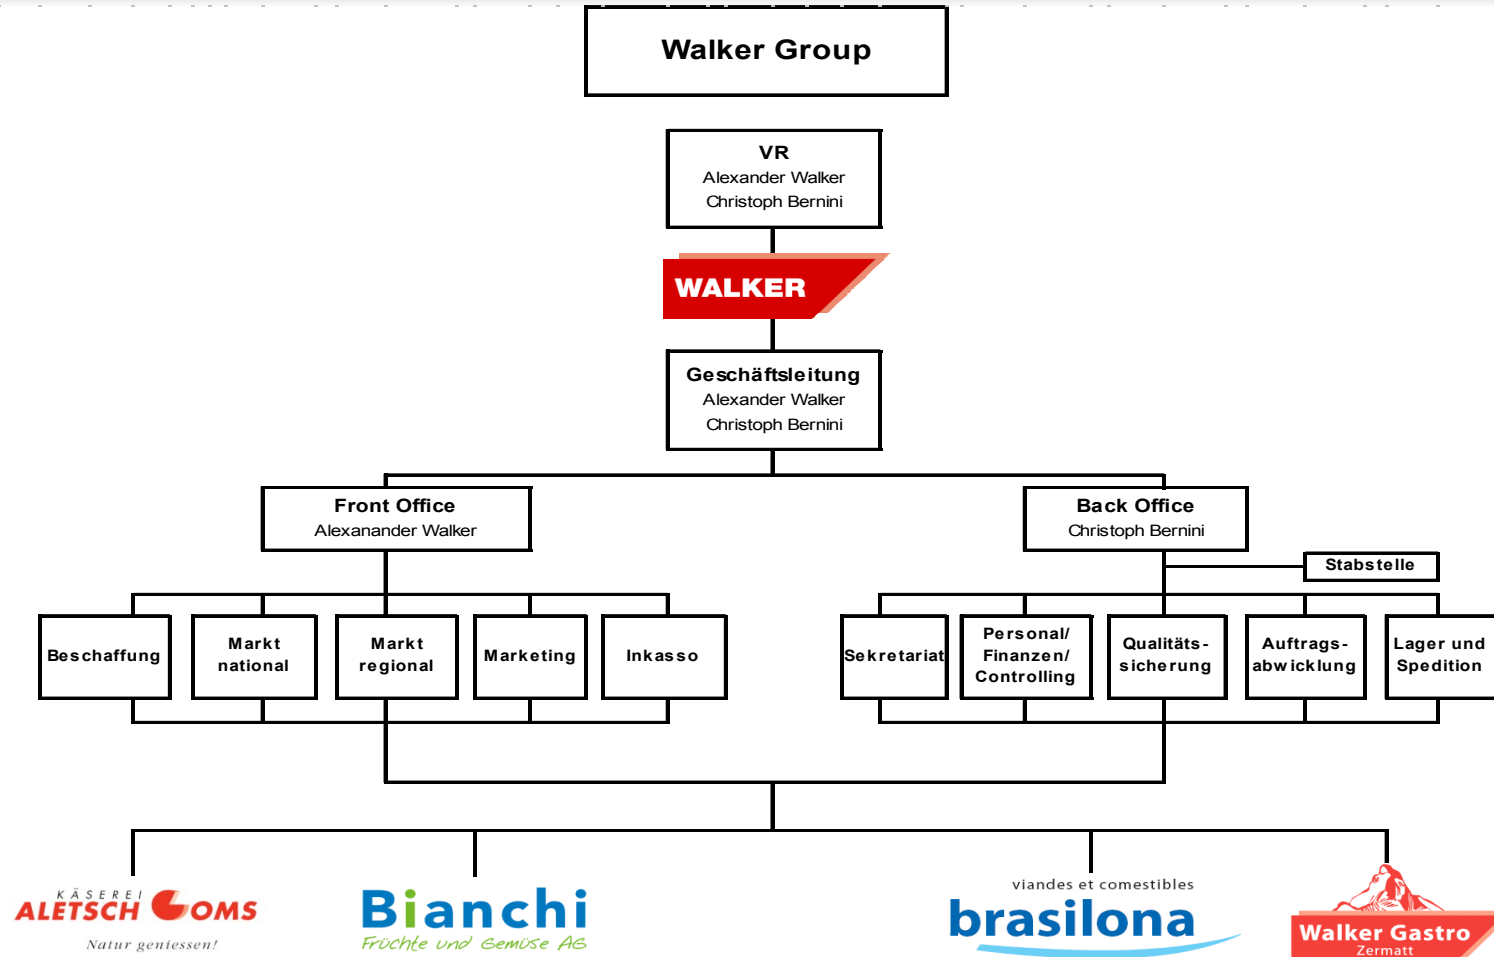 Walker Group
VR
Alexander Walker
Christoph Bernini
WALKER
Geschäftsleitung
Alexander Walker
Christoph Bernini
Front Office
Alexanander Walker
Back Office
Christoph Bernini
Stabstelle
Beschaffung
Markt
national
Markt
regional
Marketing
Inkasso
Sekretariat
Personal/
Finanzen/
Controlling
Qualitäts-
sicherung
Auftrags-
abwicklung
Lager und
Spedition
KÄSEREI
ALETSCH GOMS
Natur geniessen!
Bianchi
Früchte und Gemüse AG
viandes et comestibles
brasilona
Walker Gastro
Zermatt